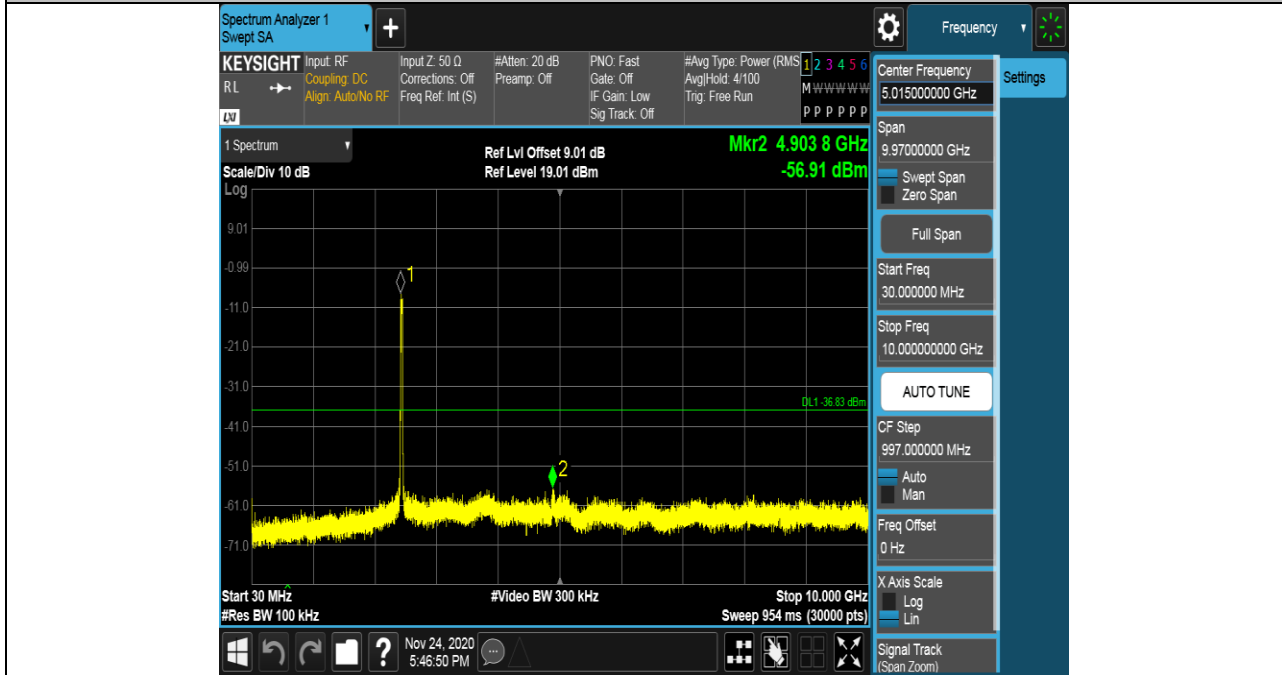 Spectrum Analyzer 1
Swept SA
+
Frequency
KEYSIGHT
RL
LXI
Input: RF
Coupling: DC
Align: Auto/No RF
Input Z: 50 Ω
Corrections: Off
Freq Ref: Int (S)
#Atten: 20 dB
Preamp: Off
PNO: Fast
Gate: Off
IF Gain: Low
Sig Track: Off
#Avg Type: Power (RMS
Avg|Hold: 4/100
Trig: Free Run
1 2 3 4 5 6
M W W W W W
P P P P P P
Center Frequency
5.015000000 GHz
Settings
1 Spectrum
Scale/Div 10 dB
Log
Ref Lvl Offset 9.01 dB
Ref Level 19.01 dBm
Mkr2 4.903 8 GHz
-56.91 dBm
9.01
-0.99
-11.0
-21.0
-31.0
-41.0
-51.0
-61.0
-71.0
1
2
DL1 -36.83 dBm
Start 30 MHz
#Res BW 100 kHz
#Video BW 300 kHz
Stop 10.000 GHz
Sweep 954 ms (30000 pts)
Span
9.97000000 GHz
Swept Span
Zero Span
Full Span
Start Freq
30.000000 MHz
Stop Freq
10.000000000 GHz
AUTO TUNE
CF Step
997.000000 MHz
Auto
Man
Freq Offset
0 Hz
X Axis Scale
Log
Lin
Signal Track
(Span Zoom)
?
Nov 24, 2020
5:46:50 PM